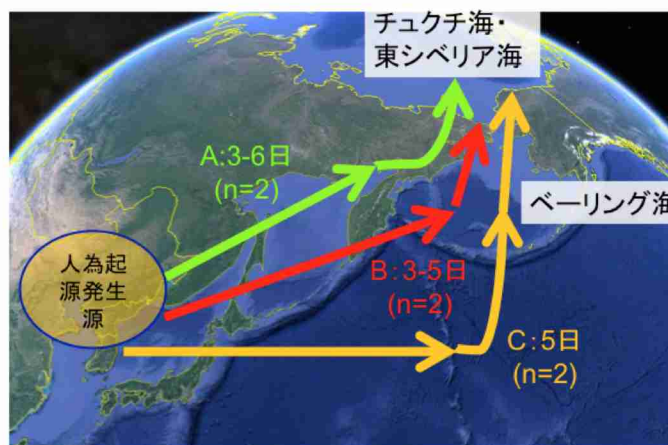 チュクチ海・
東シベリア海
A:3-6日
(n=2)
ベーリング海
人為起
源発生
源
B:3-5日
(n=2)
C:5日
(n=2)